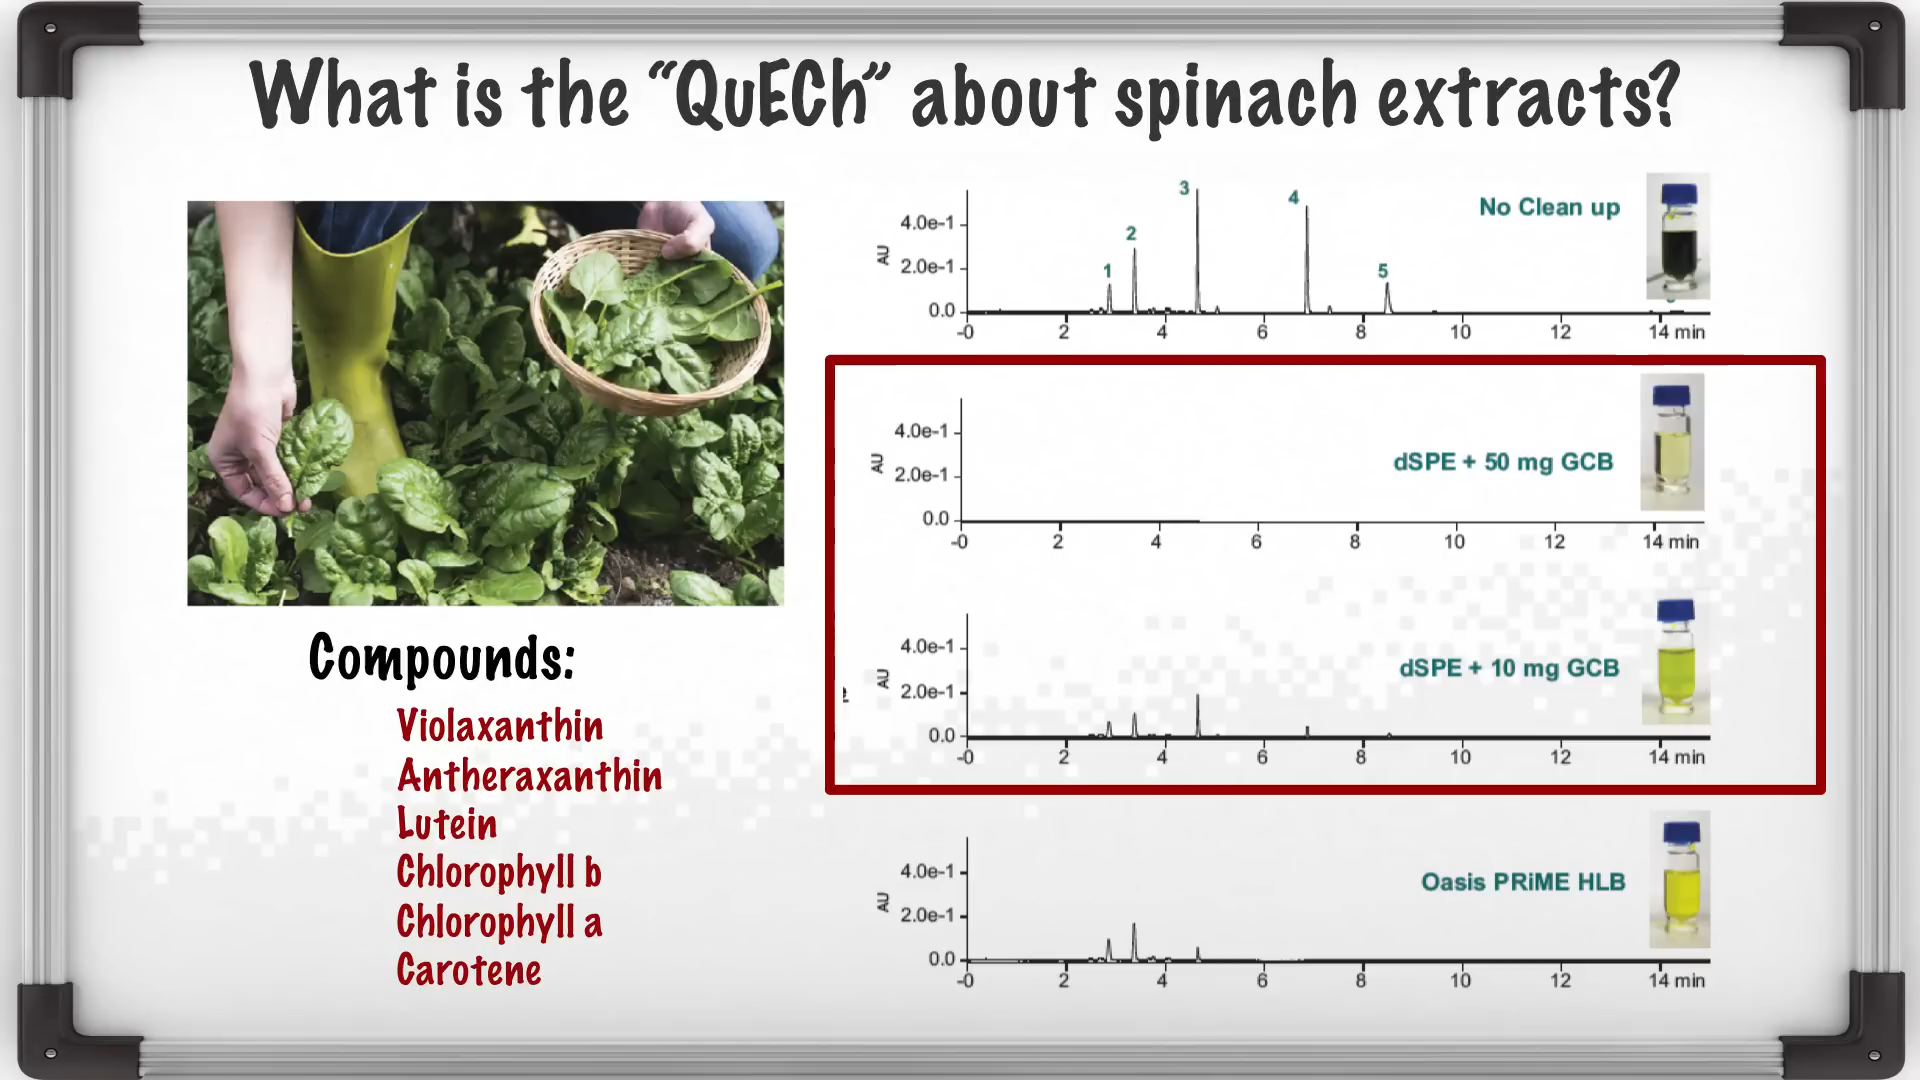 What is the “QuECh” about spinach extracts?
Compounds:
Violaxanthin
Antheraxanthin
Lutein
Chlorophyll b
Chlorophyll a
Carotene
No Clean up
AU
4.0e-1
2.0e-1
0.0
1
2
3
4
5
-0 2 4 6 8 10 12 14 min
dSPE + 50 mg GCB
AU
4.0e-1
2.0e-1
0.0
-0 2 4 6 8 10 12 14 min
dSPE + 10 mg GCB
AU
4.0e-1
2.0e-1
0.0
-0 2 4 6 8 10 12 14 min
Oasis PRiME HLB
AU
4.0e-1
2.0e-1
0.0
-0 2 4 6 8 10 12 14 min